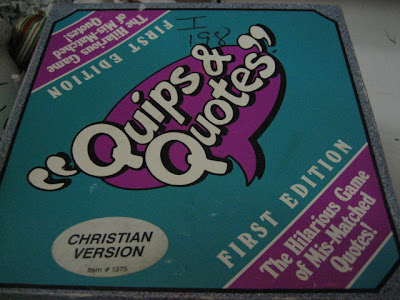 The Hilarious Game
of Mis-Matched
Quotes!
FIRST EDITION
I
198
"Quips &
Quotes"
FIRST EDITION
The Hilarious Game
of Mis-Matched
Quotes!
CHRISTIAN
VERSION
Item # 1375